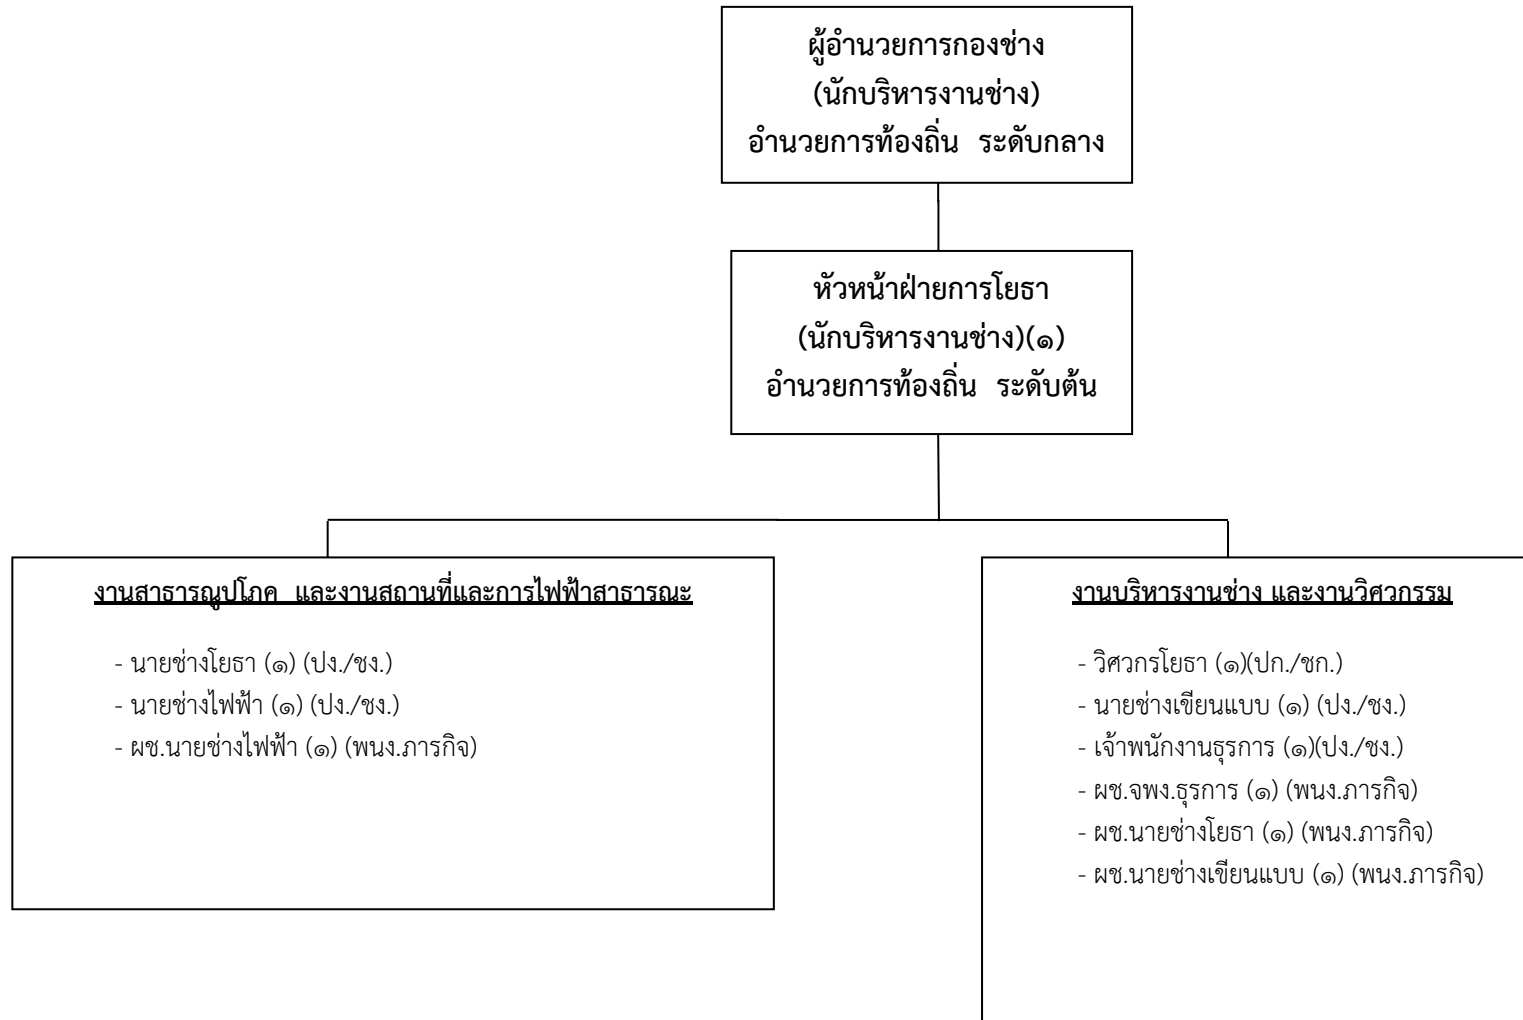 ผู้อำนวยการกองช่าง
(นักบริหารงานช่าง)
อำนวยการท้องถิ่น ระดับกลาง
หัวหน้าฝ่ายการโยธา
(นักบริหารงานช่าง)(๑)
อำนวยการท้องถิ่น ระดับต้น
งานสาธารณูปโภค และงานสถานที่และการไฟฟ้าสาธารณะ
- นายช่างโยธา (๑) (ปง./ชง.)
- นายช่างไฟฟ้า (๑) (ปง./ชง.)
- ผช.นายช่างไฟฟ้า (๑) (พนง.ภารกิจ)
งานบริหารงานช่าง และงานวิศวกรรม
- วิศวกรโยธา (๑)(ปก./ชก.)
- นายช่างเขียนแบบ (๑) (ปง./ชง.)
- เจ้าพนักงานธุรการ (๑)(ปง./ชง.)
- ผช.จพง.ธุรการ (๑) (พนง.ภารกิจ)
- ผช.นายช่างโยธา (๑) (พนง.ภารกิจ)
- ผช.นายช่างเขียนแบบ (๑) (พนง.ภารกิจ)